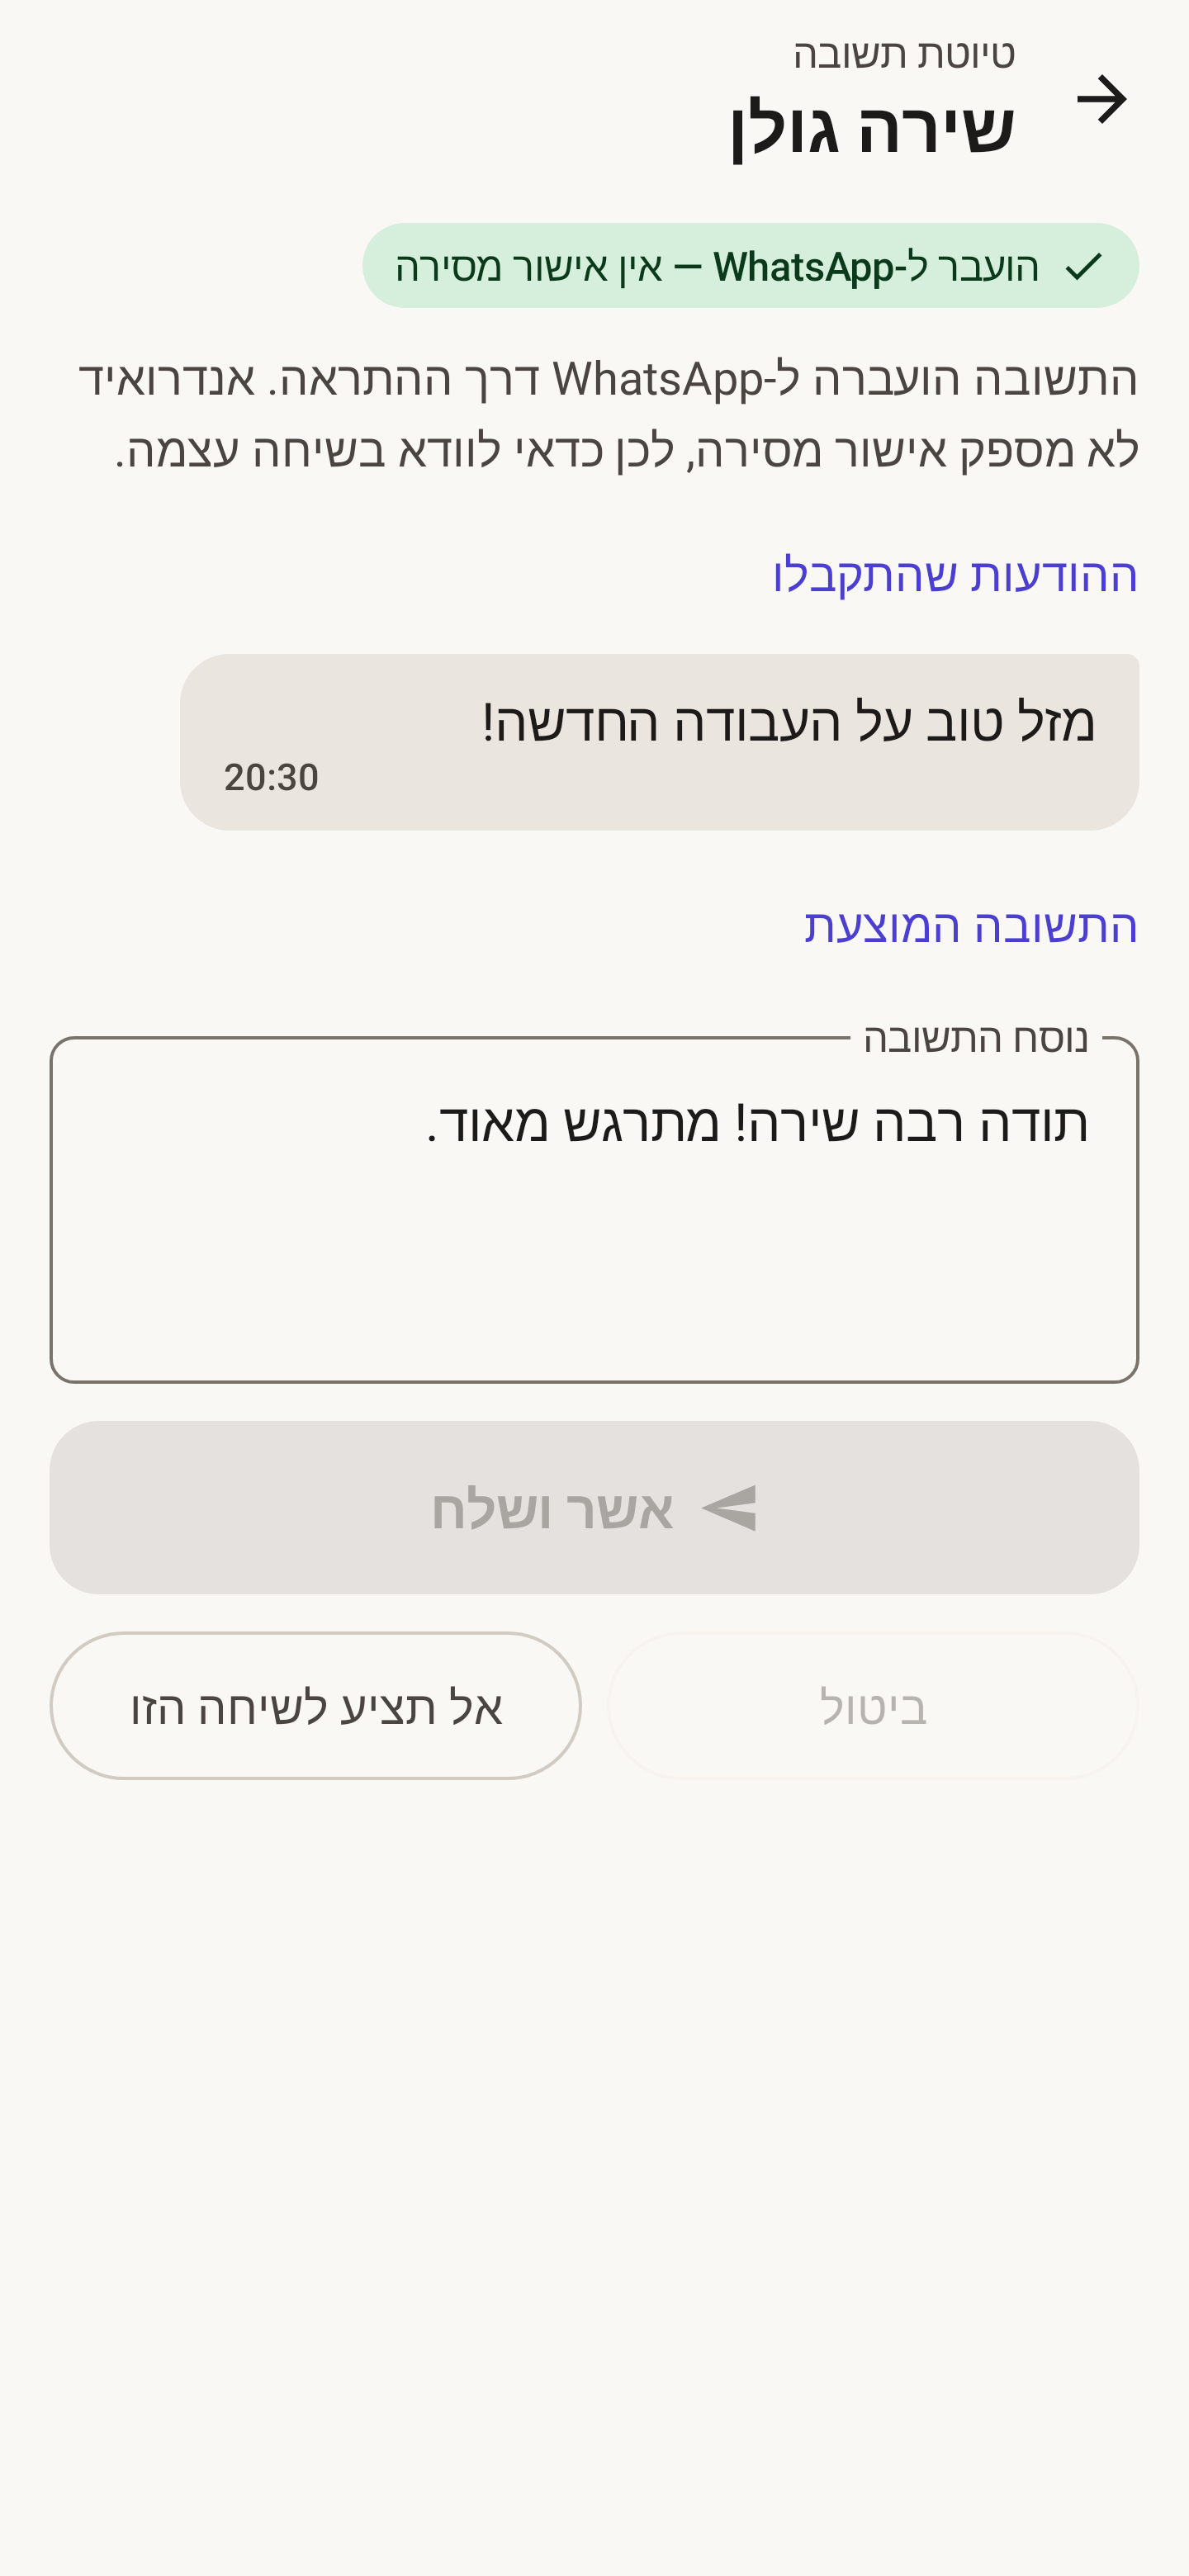 טיוטת תשובה
שירה גולן
הועבר ל-WhatsApp – אין אישור מסירה
התשובה הועברה ל-WhatsApp דרך ההתראה. אנדרואיד
לא מספק אישור מסירה, לכן כדאי לוודא בשיחה עצמה.
ההודעות שהתקבלו
מזל טוב על העבודה החדשה!
20:30
התשובה המוצעת
נוסח התשובה
תודה רבה שירה! מתרגש מאוד.
אשר ושלח
ביטול
אל תציע לשיחה הזו